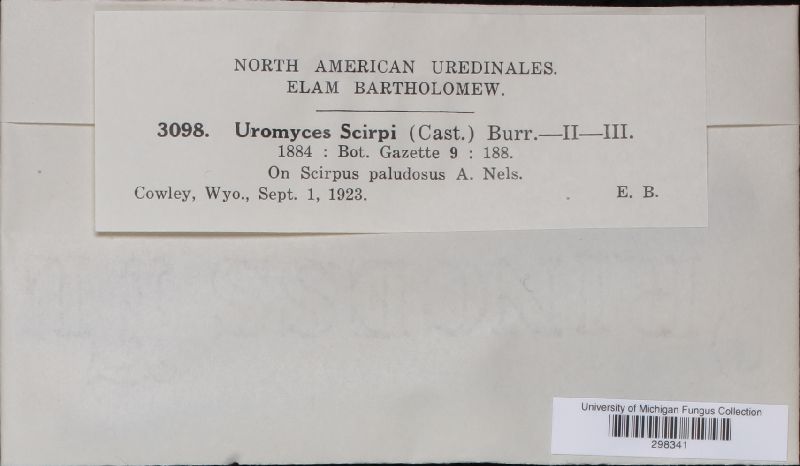 NORTH AMERICAN UREDINALES.
ELAM BARTHOLOMEW.
3098. Uromyces Scirpi (Cast.) Burr.—II—III.
1884 : Bot. Gazette 9 : 188.
On Scirpus paludosus A. Nels.
Cowley, Wyo., Sept. 1, 1923. E. B.
University of Michigan Fungus Collection
298341